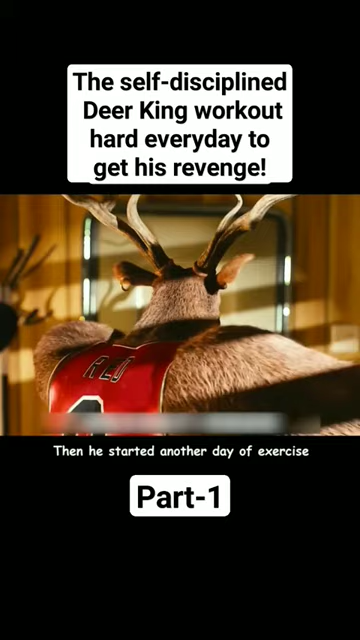 The self-disciplined
Deer King workout
hard everyday to
get his revenge!
RED
Then he started another day of exercise
Part-1